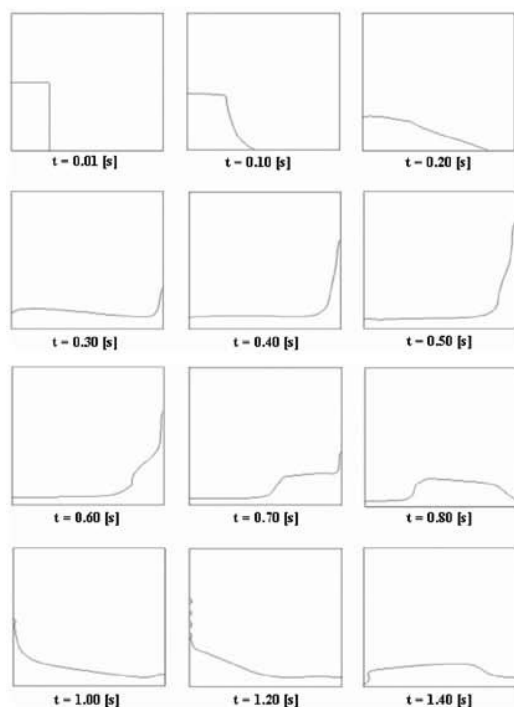 t = 0.01 [s]
t = 0.10 [s]
t = 0.20 [s]
t = 0.30 [s]
t = 0.40 [s]
t = 0.50 [s]
t = 0.60 [s]
t = 0.70 [s]
t = 0.80 [s]
t = 1.00 [s]
t = 1.20 [s]
t = 1.40 [s]